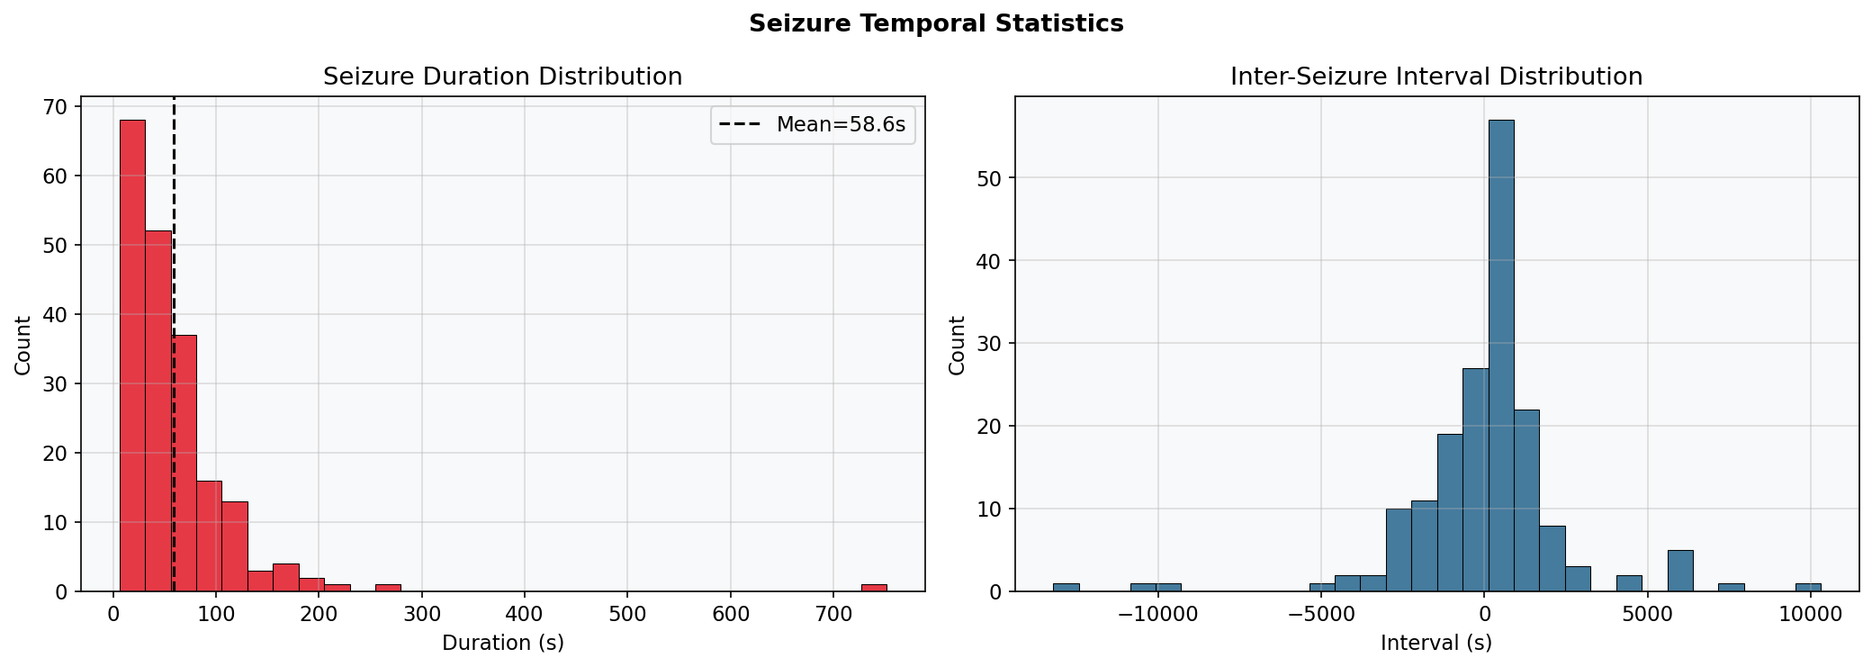 Seizure Temporal Statistics
Seizure Duration Distribution
Count
70
60
50
40
30
20
10
0
Mean=58.6s
0 100 200 300 400 500 600 700
Duration (s)
Inter-Seizure Interval Distribution
Count
50
40
30
20
10
0
−10000 −5000 0 5000 10000
Interval (s)